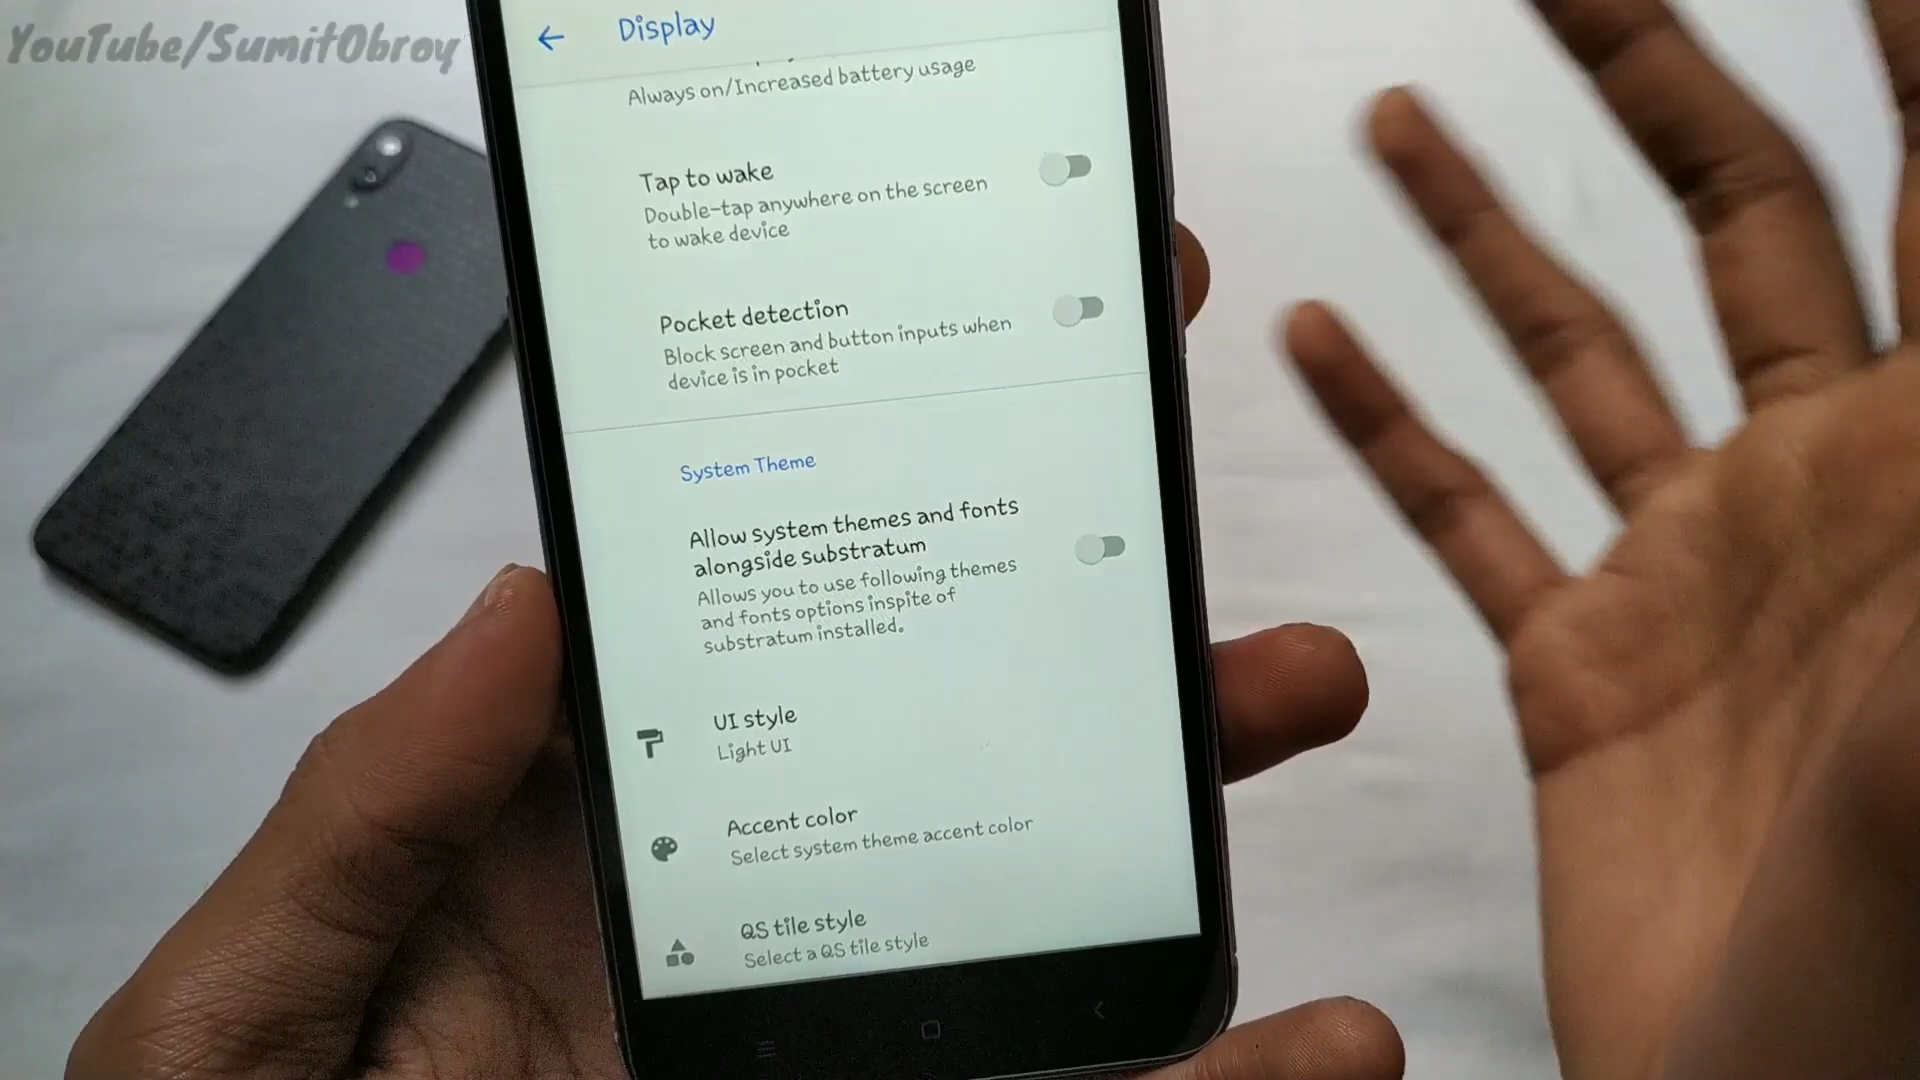 YouTube/SumitObroy
Display
Always on/Increased battery usage
Tap to wake
Double-tap anywhere on the screen
to wake device
Pocket detection
Block screen and button inputs when
device is in pocket
System Theme
Allow system themes and fonts
alongside substratum
Allows you to use following themes
and fonts options inspite of
substratum installed.
UI style
Light UI
Accent color
Select system theme accent color
QS tile style
Select a QS tile style